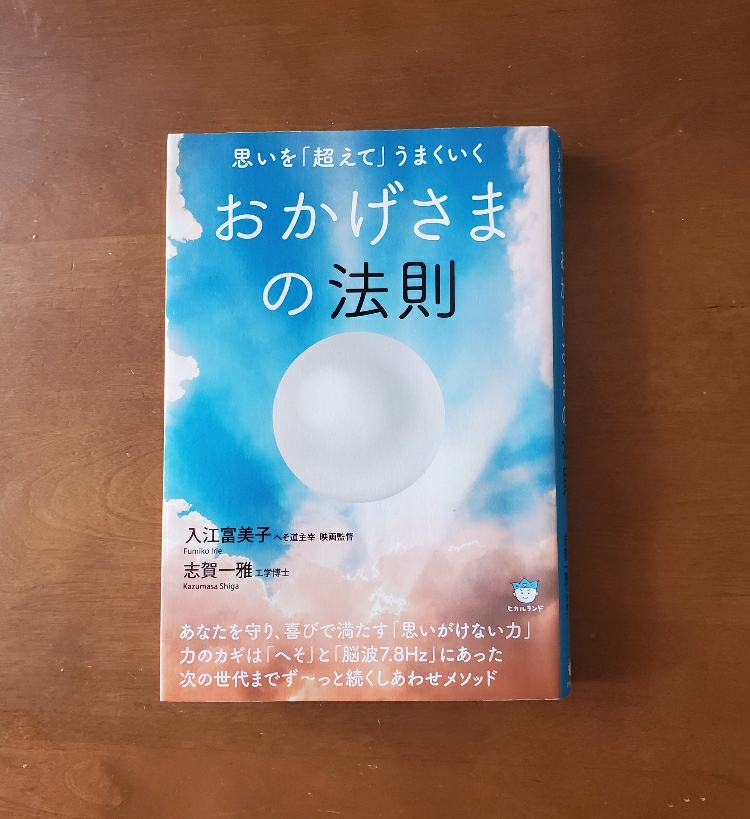 思いを「超えて」うまくいく
おかげさま
の法則
入江富美子 へそ道主宰 映画監督
Fumiko Irie
志賀一雅 工学博士
Kazumasa Shiga
ヒカルランド
あなたを守り、喜びで満たす「思いがけない力」
力のカギは「へそ」と「脳波7.8Hz」にあった
次の世代までず〜っと続くしあわせメソッド